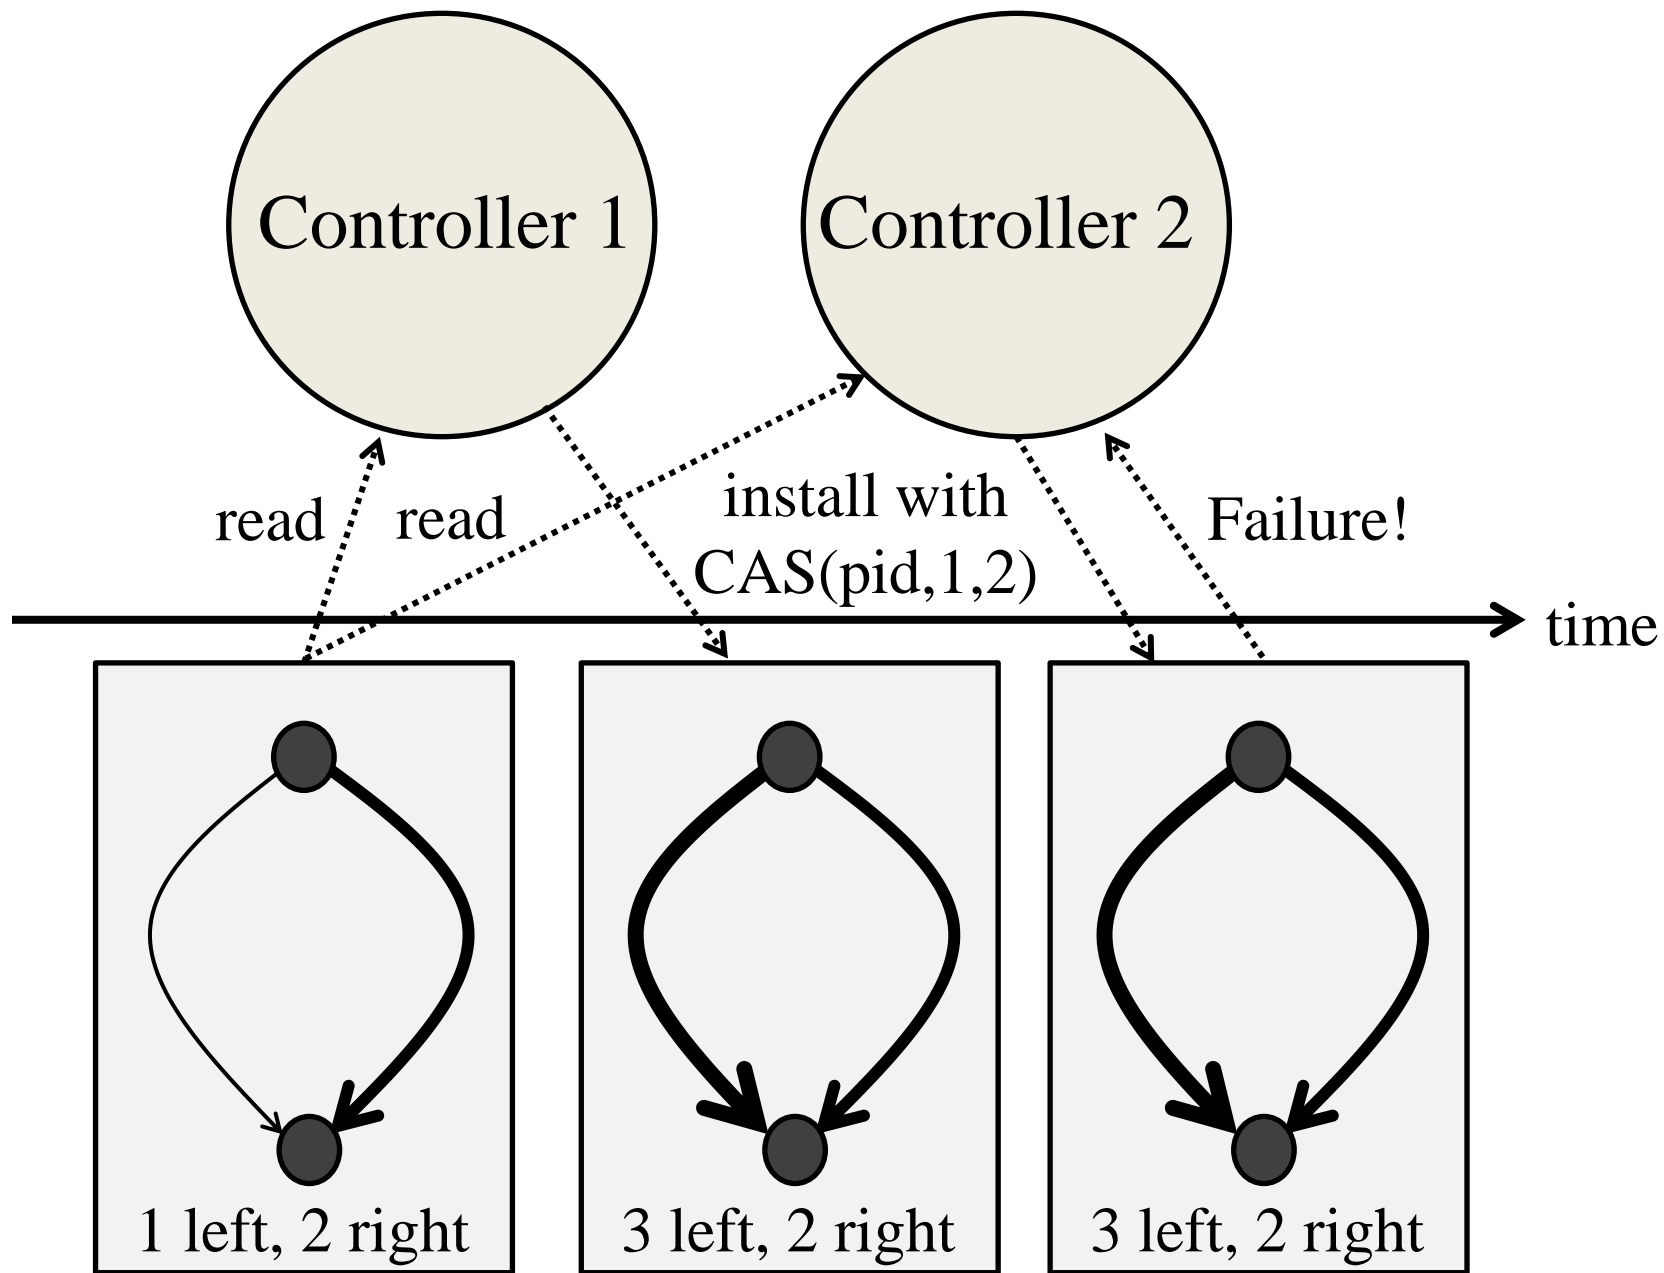 Controller 1
Controller 2
read
read
install with
CAS(pid,1,2)
Failure!
time
1 left, 2 right
3 left, 2 right
3 left, 2 right